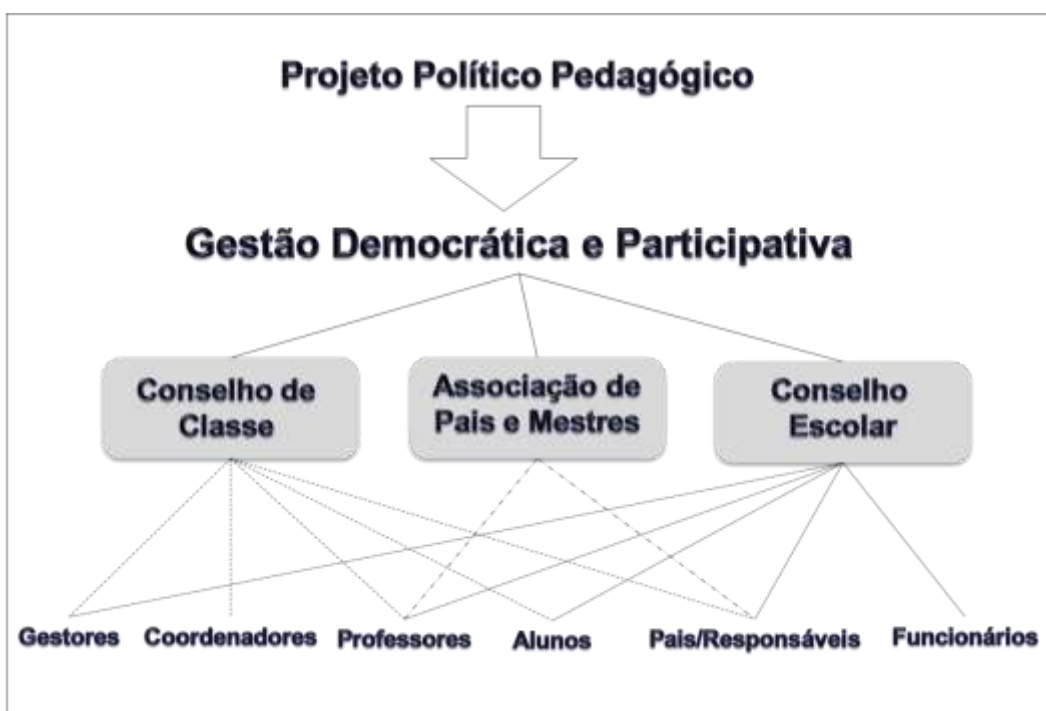 Projeto Político Pedagógico
Gestão Democrática e Participativa
Conselho de
Classe
Associação de
Pais e Mestres
Conselho
Escolar
Gestores
Coordenadores
Professores
Alunos
Pais/Responsáveis
Funcionários